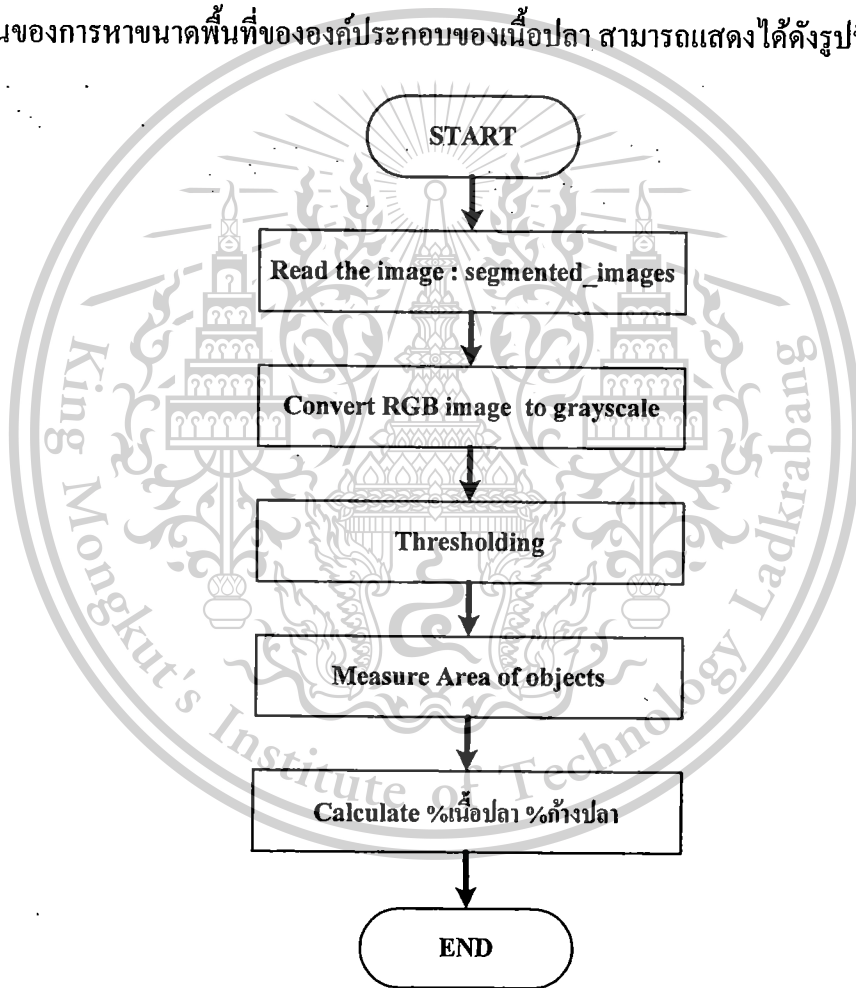 นของการหาขนาดพื้นที่ขององค์ประกอบของเนื้อปลา สามารถแสดงได้ดังรูป
START
Read the image : segmented_images
Convert RGB image to grayscale
Thresholding
Measure Area of objects
Calculate %เนื้อปลา %ก้างปลา
END
King Mongkut's Institute of Technology Ladkrabang